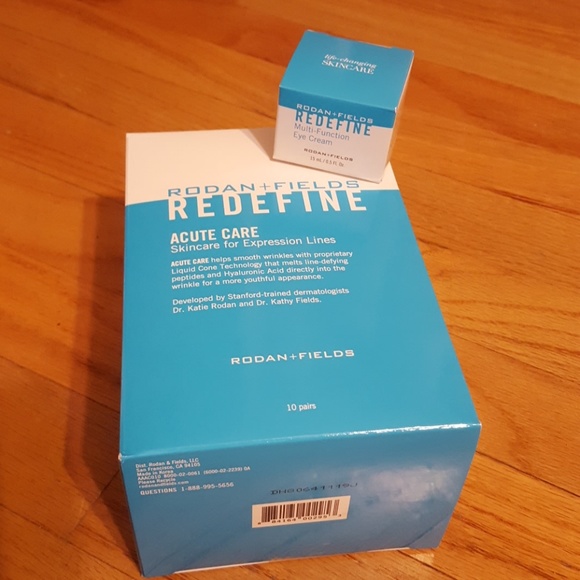 life-changing
SKINCARE
RODAN+FIELDS
REDEFINE
Multi-Function
Eye Cream
RODAN+FIELDS
RODAN+FIELDS
REDEFINE
ACUTE CARE
Skincare for Expression Lines
ACUTE CARE helps smooth wrinkles with proprietary
Liquid Cone Technology that melts line-defying
peptides and Hyaluronic Acid directly into the
wrinkle for a more youthful appearance.
Developed by Stanford-trained dermatologists
Dr. Katie Rodan and Dr. Kathy Fields.
RODAN+FIELDS
10 pairs
Dist. Rodan & Fields, LLC
San Francisco, CA 94105
Made in Korea
Please Recycle
rodanandfields.com
QUESTIONS 1-888-995-5656